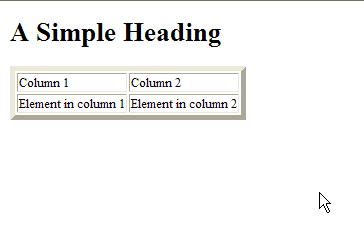 A Simple Heading
Column 1 Column 2
Element in column 1 Element in column 2